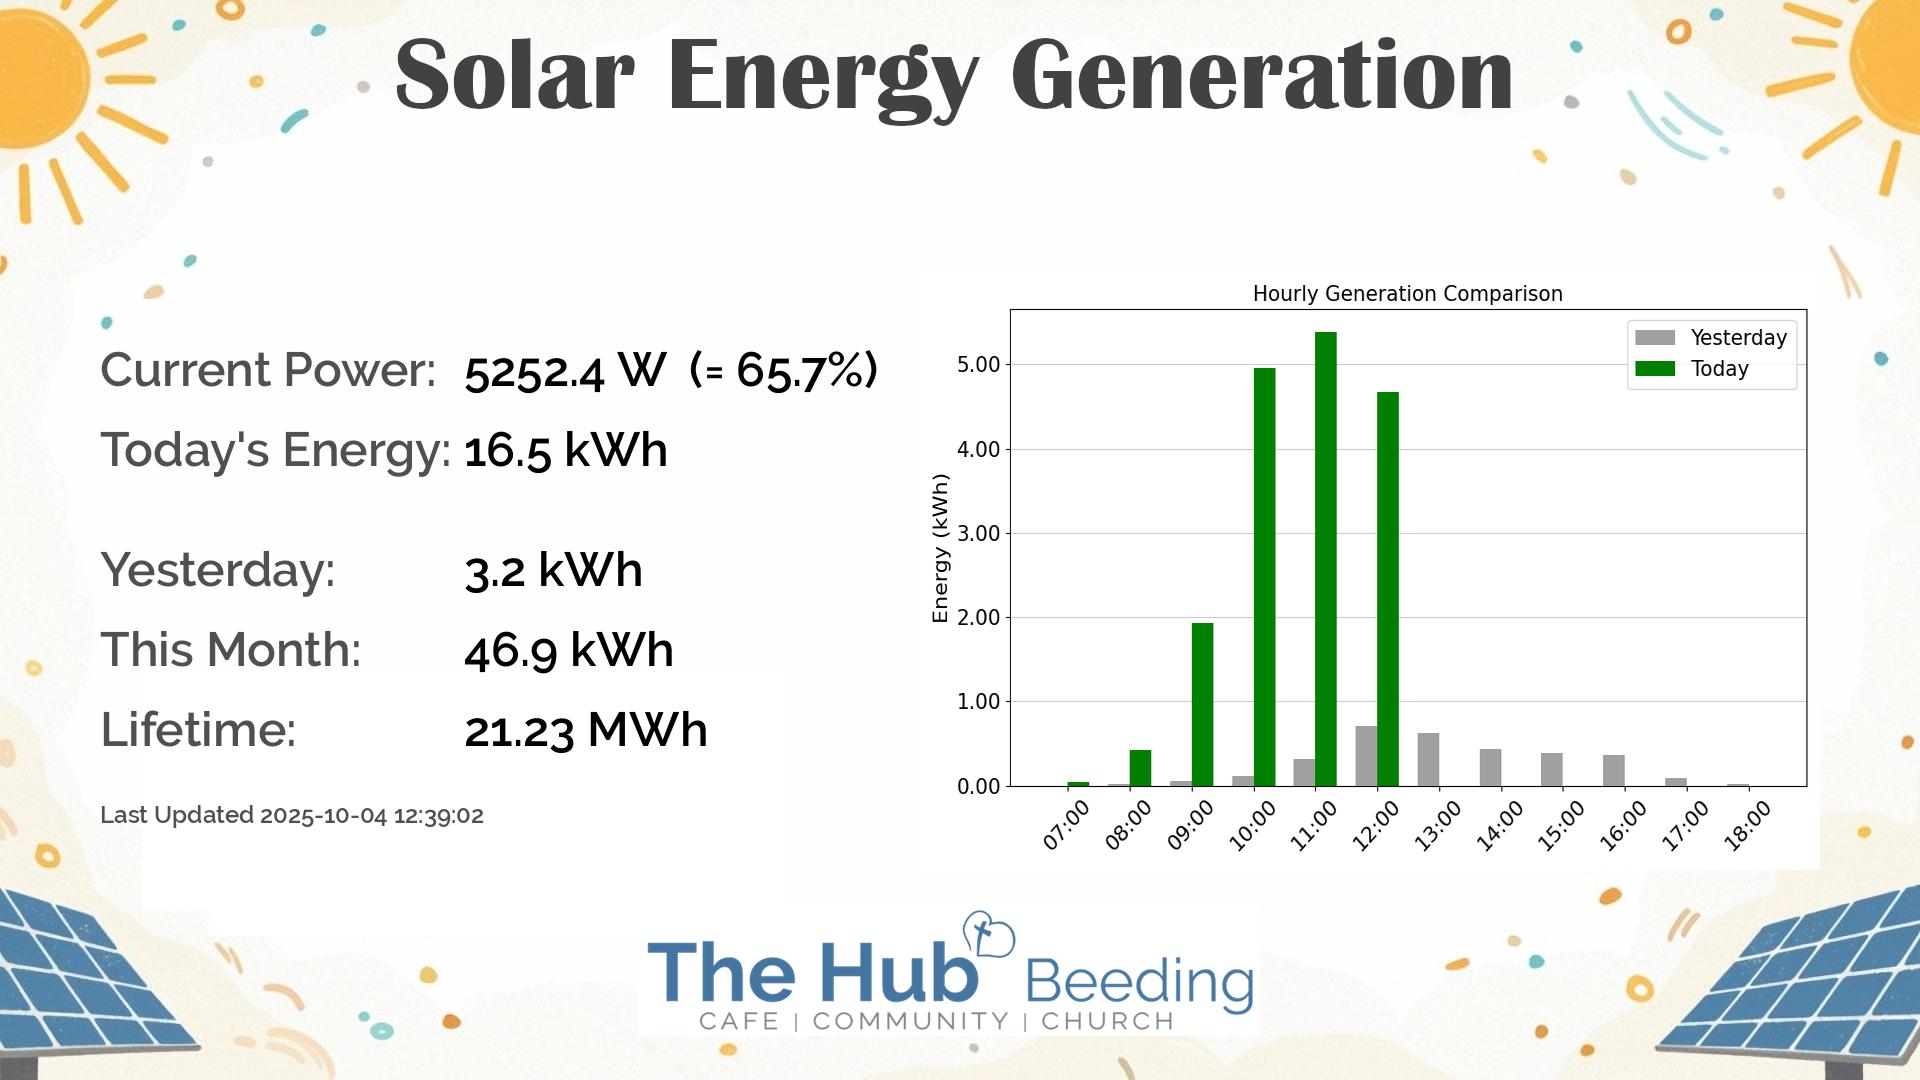 Solar Energy Generation
Current Power: 5252.4 W (= 65.7%)
Today's Energy: 16.5 kWh
Yesterday: 3.2 kWh
This Month: 46.9 kWh
Lifetime: 21.23 MWh
Last Updated 2025-10-04 12:39:02
Hourly Generation Comparison
Yesterday
Today
Energy (kWh)
5.00
4.00
3.00
2.00
1.00
0.00
07:00 08:00 09:00 10:00 11:00 12:00 13:00 14:00 15:00 16:00 17:00 18:00
The Hub Beeding
CAFE | COMMUNITY | CHURCH